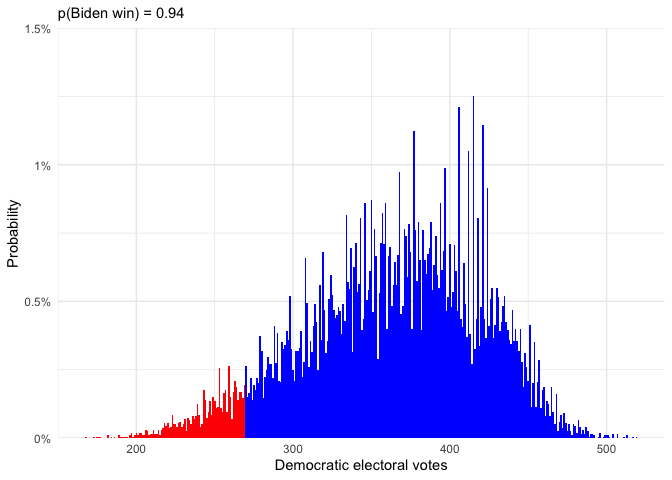 p(Biden win) = 0.94
1.5%
1%
0.5%
0%
Probability
200 300 400 500
Democratic electoral votes